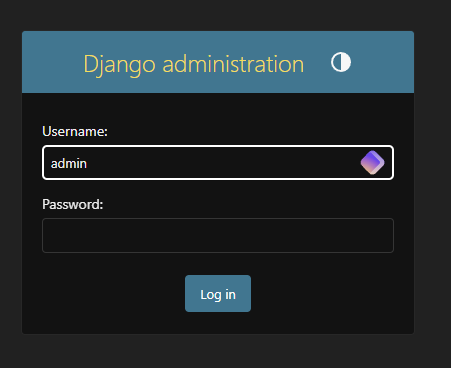 Django administration
Username:
admin
Password:
Log in